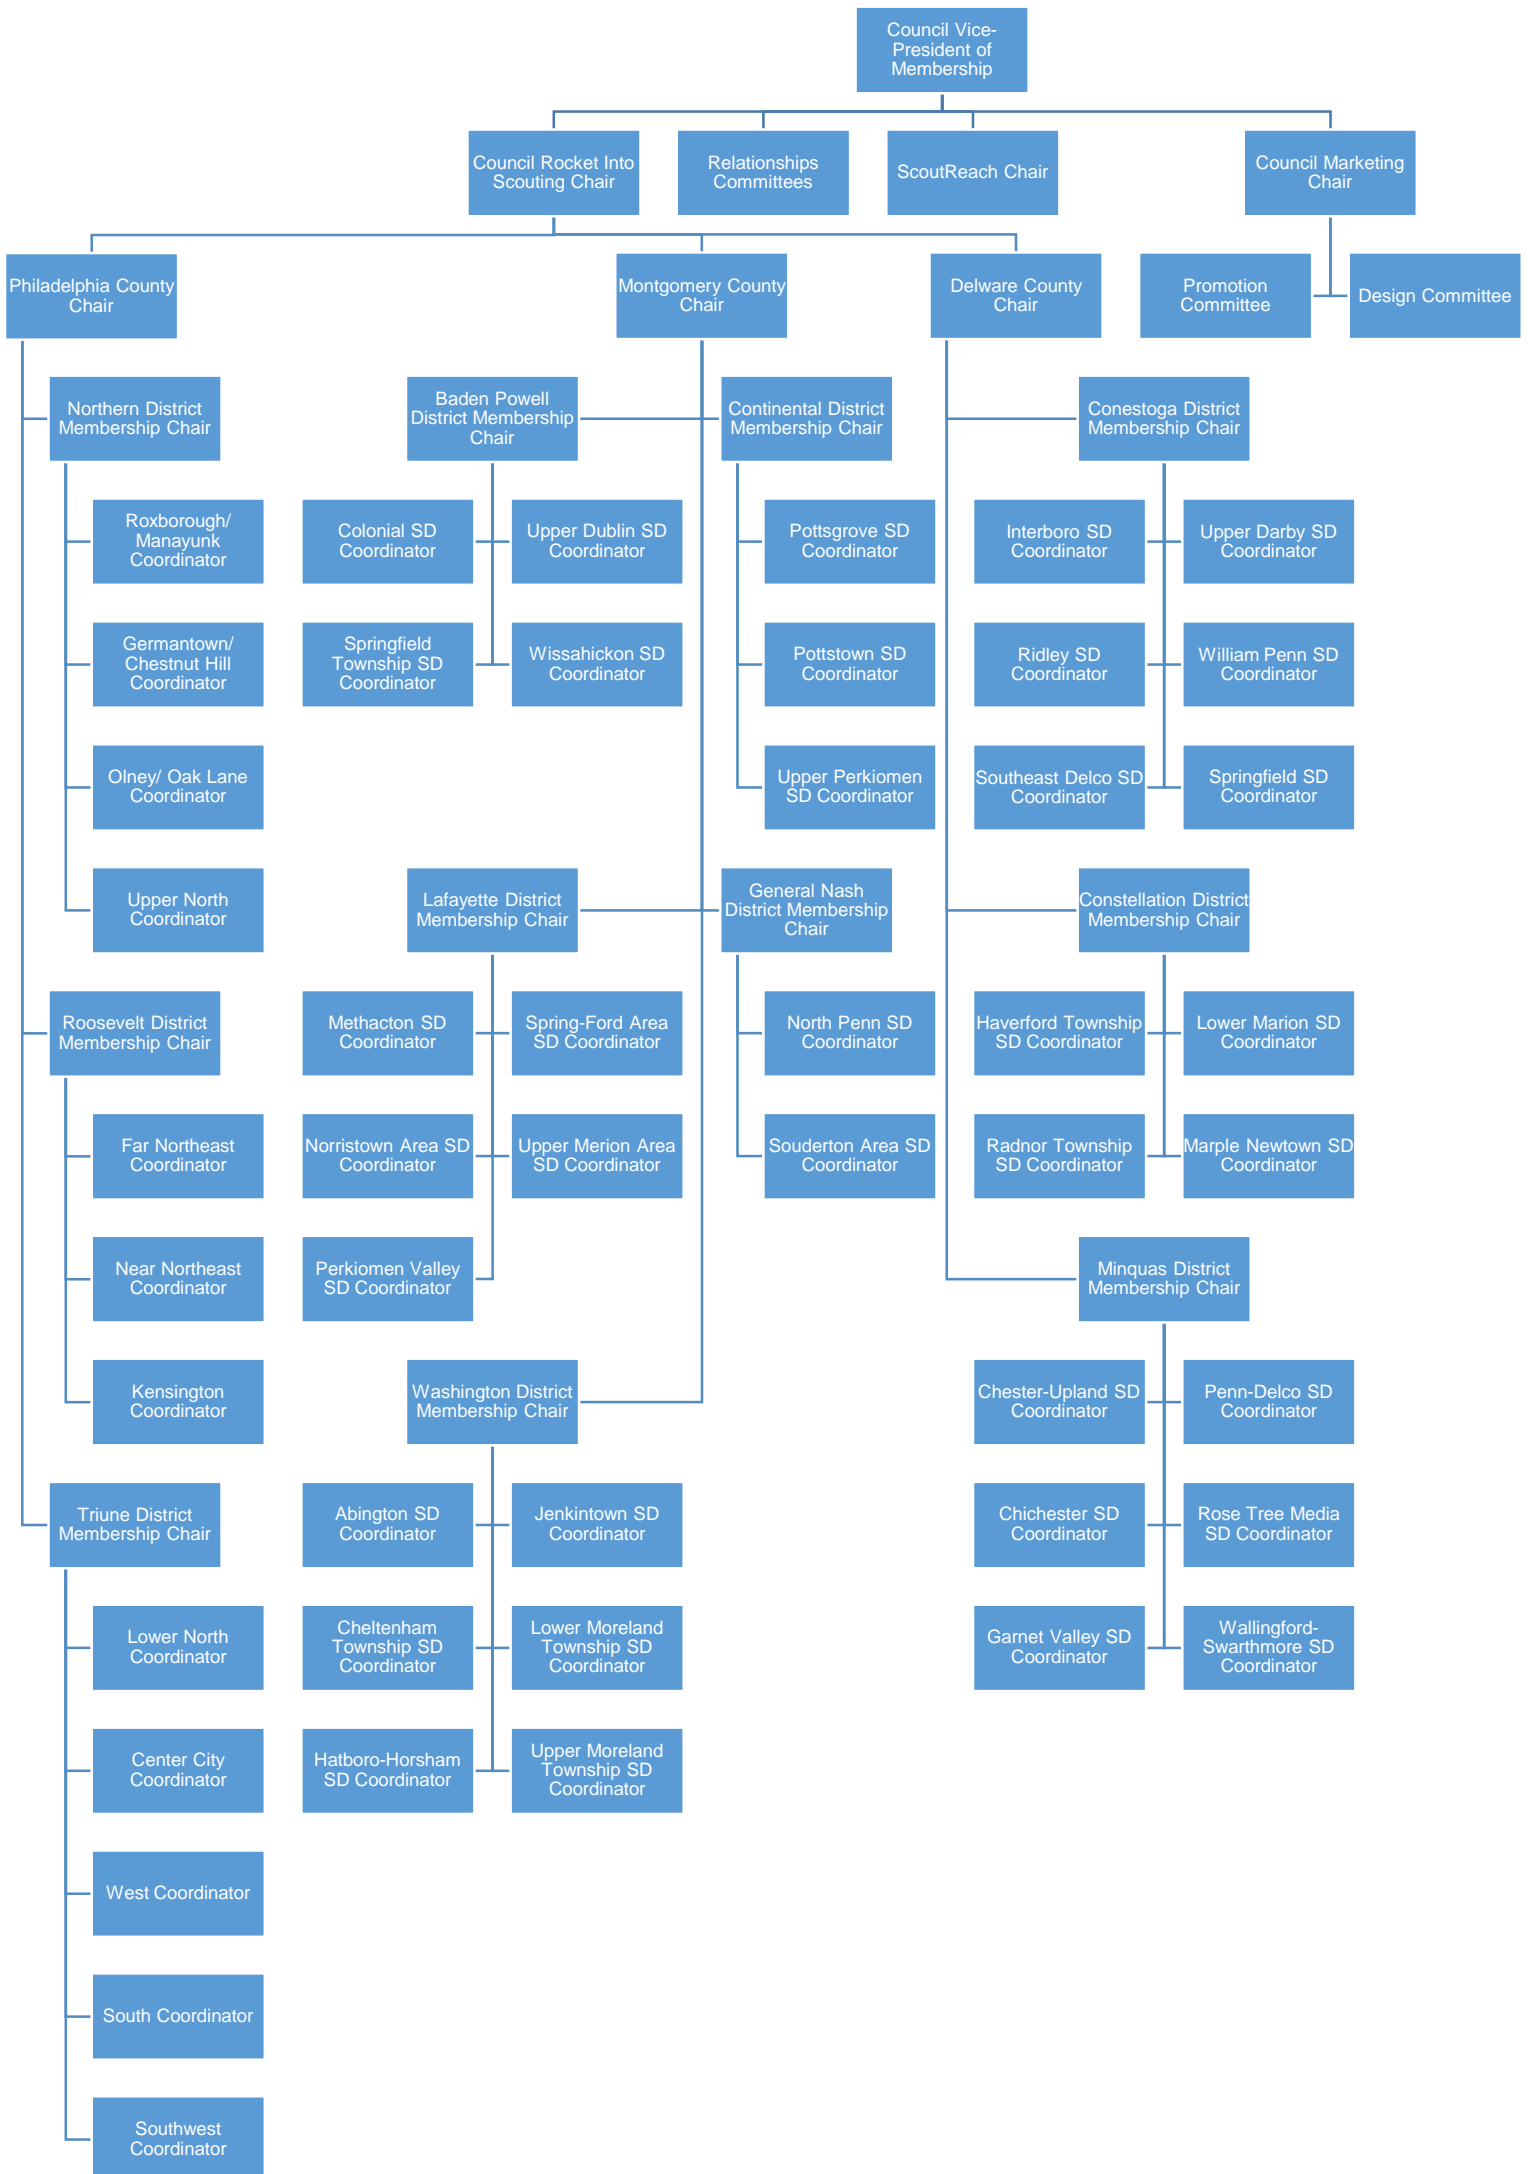 Council Vice-
President of
Membership
Council Rocket Into
Scouting Chair
Relationships
Committees
ScoutReach Chair
Council Marketing
Chair
Philadelphia County
Chair
Montgomery County
Chair
Delware County
Chair
Promotion
Committee
Design Committee
Northern District
Membership Chair
Baden Powell
District Membership
Chair
Continental District
Membership Chair
Conestoga District
Membership Chair
Roxborough/
Manayunk
Coordinator
Colonial SD
Coordinator
Upper Dublin SD
Coordinator
Pottsgrove SD
Coordinator
Interboro SD
Coordinator
Upper Darby SD
Coordinator
Germantown/
Chestnut Hill
Coordinator
Springfield
Township SD
Coordinator
Wissahickon SD
Coordinator
Pottstown SD
Coordinator
Ridley SD
Coordinator
William Penn SD
Coordinator
Olney/ Oak Lane
Coordinator
Upper Perkiomen
SD Coordinator
Southeast Delco SD
Coordinator
Springfield SD
Coordinator
Upper North
Coordinator
Lafayette District
Membership Chair
General Nash
District Membership
Chair
Constellation District
Membership Chair
Roosevelt District
Membership Chair
Methacton SD
Coordinator
Spring-Ford Area
SD Coordinator
North Penn SD
Coordinator
Haverford Township
SD Coordinator
Lower Marion SD
Coordinator
Far Northeast
Coordinator
Norristown Area SD
Coordinator
Upper Merion Area
SD Coordinator
Souderton Area SD
Coordinator
Radnor Township
SD Coordinator
Marple Newtown SD
Coordinator
Near Northeast
Coordinator
Perkiomen Valley
SD Coordinator
Minquas District
Membership Chair
Kensington
Coordinator
Washington District
Membership Chair
Chester-Upland SD
Coordinator
Penn-Delco SD
Coordinator
Triune District
Membership Chair
Abington SD
Coordinator
Jenkintown SD
Coordinator
Chichester SD
Coordinator
Rose Tree Media
SD Coordinator
Lower North
Coordinator
Cheltenham
Township SD
Coordinator
Lower Moreland
Township SD
Coordinator
Garnet Valley SD
Coordinator
Wallingford-
Swarthmore SD
Coordinator
Center City
Coordinator
Hatboro-Horsham
SD Coordinator
Upper Moreland
Township SD
Coordinator
West Coordinator
South Coordinator
Southwest
Coordinator